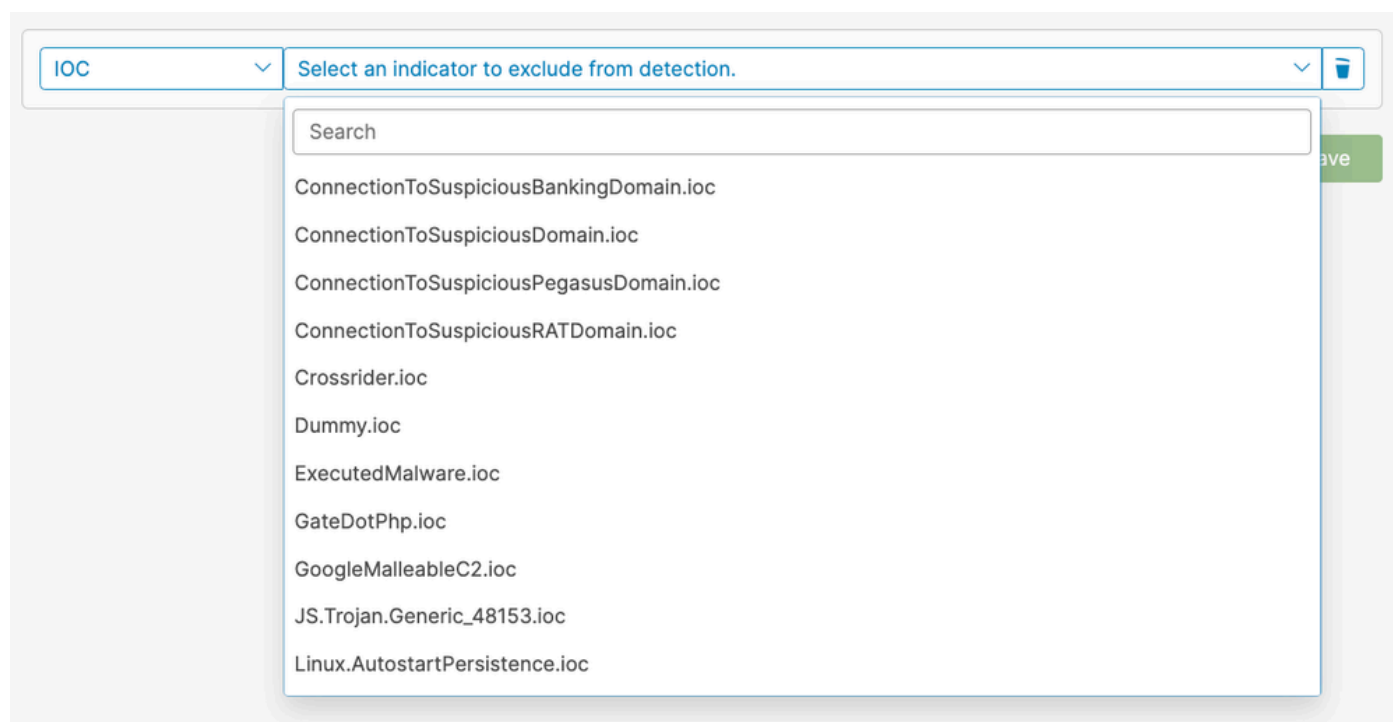 IOC
Select an indicator to exclude from detection.
Search
ave
ConnectionToSuspiciousBankingDomain.ioc
ConnectionToSuspiciousDomain.ioc
ConnectionToSuspiciousPegasusDomain.ioc
ConnectionToSuspiciousRATDomain.ioc
Crossrider.ioc
Dummy.ioc
ExecutedMalware.ioc
GateDotPhp.ioc
GoogleMalleableC2.ioc
JS.Trojan.Generic_48153.ioc
Linux.AutostartPersistence.ioc